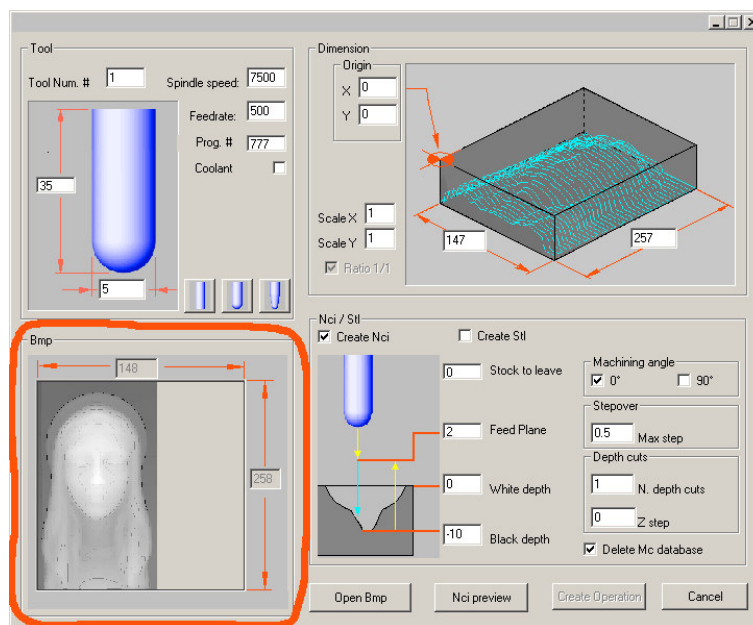 Tool
Tool Num. # 1 Spindle speed: 7500
Feedrate: 500
Prog. # 777
Coolant
35
5
Dimension
Origin
X 0
Y 0
Scale X 1
Scale Y 1
Ratio 1/1
147
257
Bmp
148
258
Nci / Stl
Create Nci Create Stl
0 Stock to leave
2 Feed Plane
0 White depth
-10 Black depth
Machining angle
0° 90°
Stepover
0.5 Max step
Depth cuts
1 N. depth cuts
0 Z step
Delete Mc database
Open Bmp Nci preview Create Operation Cancel